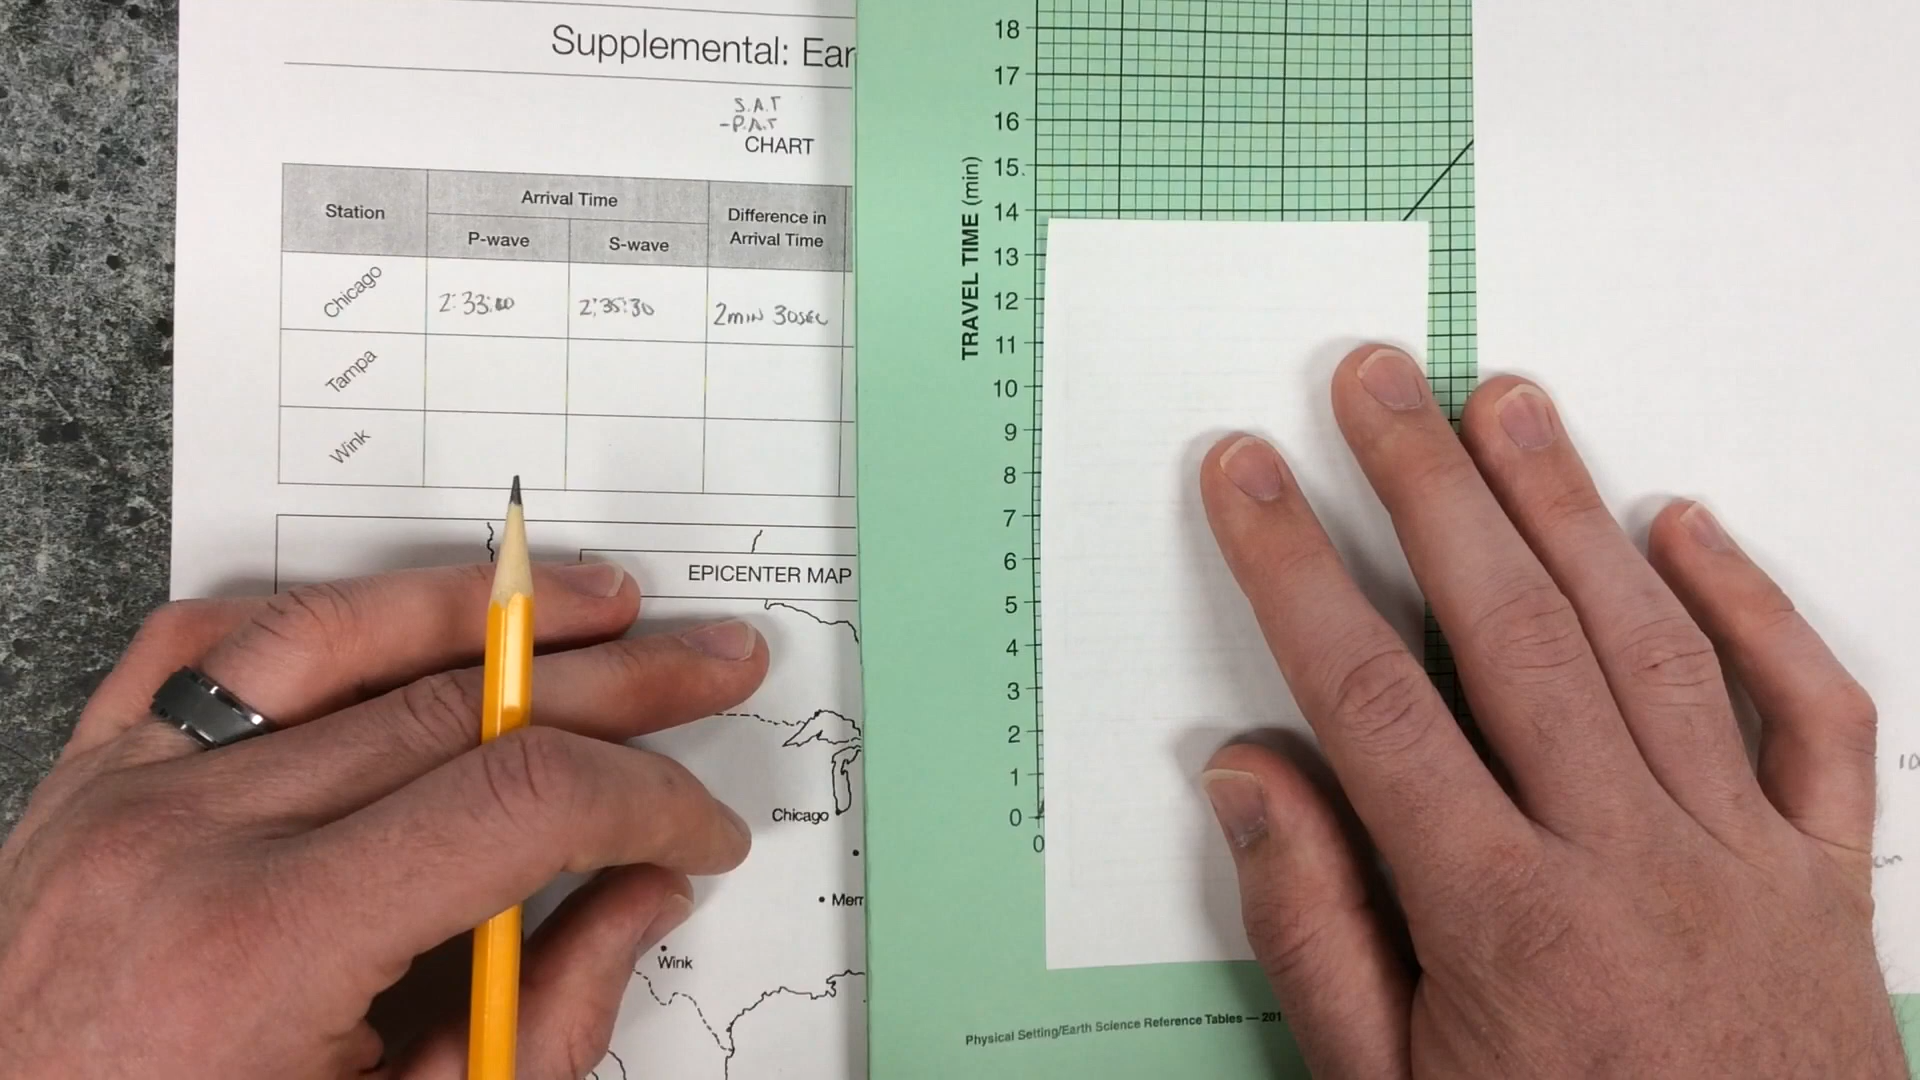 Supplemental: Ear
S.A.T
-P.A.T
CHART
Station
Arrival Time
P-wave
S-wave
Difference in
Arrival Time
Chicago
2:33:00
2:35:30
2min 30sec
Tampa
Wink
EPICENTER MAP
Chicago
Mem
Wink
TRAVEL TIME (min)
18
17
16
15
14
13
12
11
10
9
8
7
6
5
4
3
2
1
0
0
Physical Setting/Earth Science Reference Tables — 201
10
cm